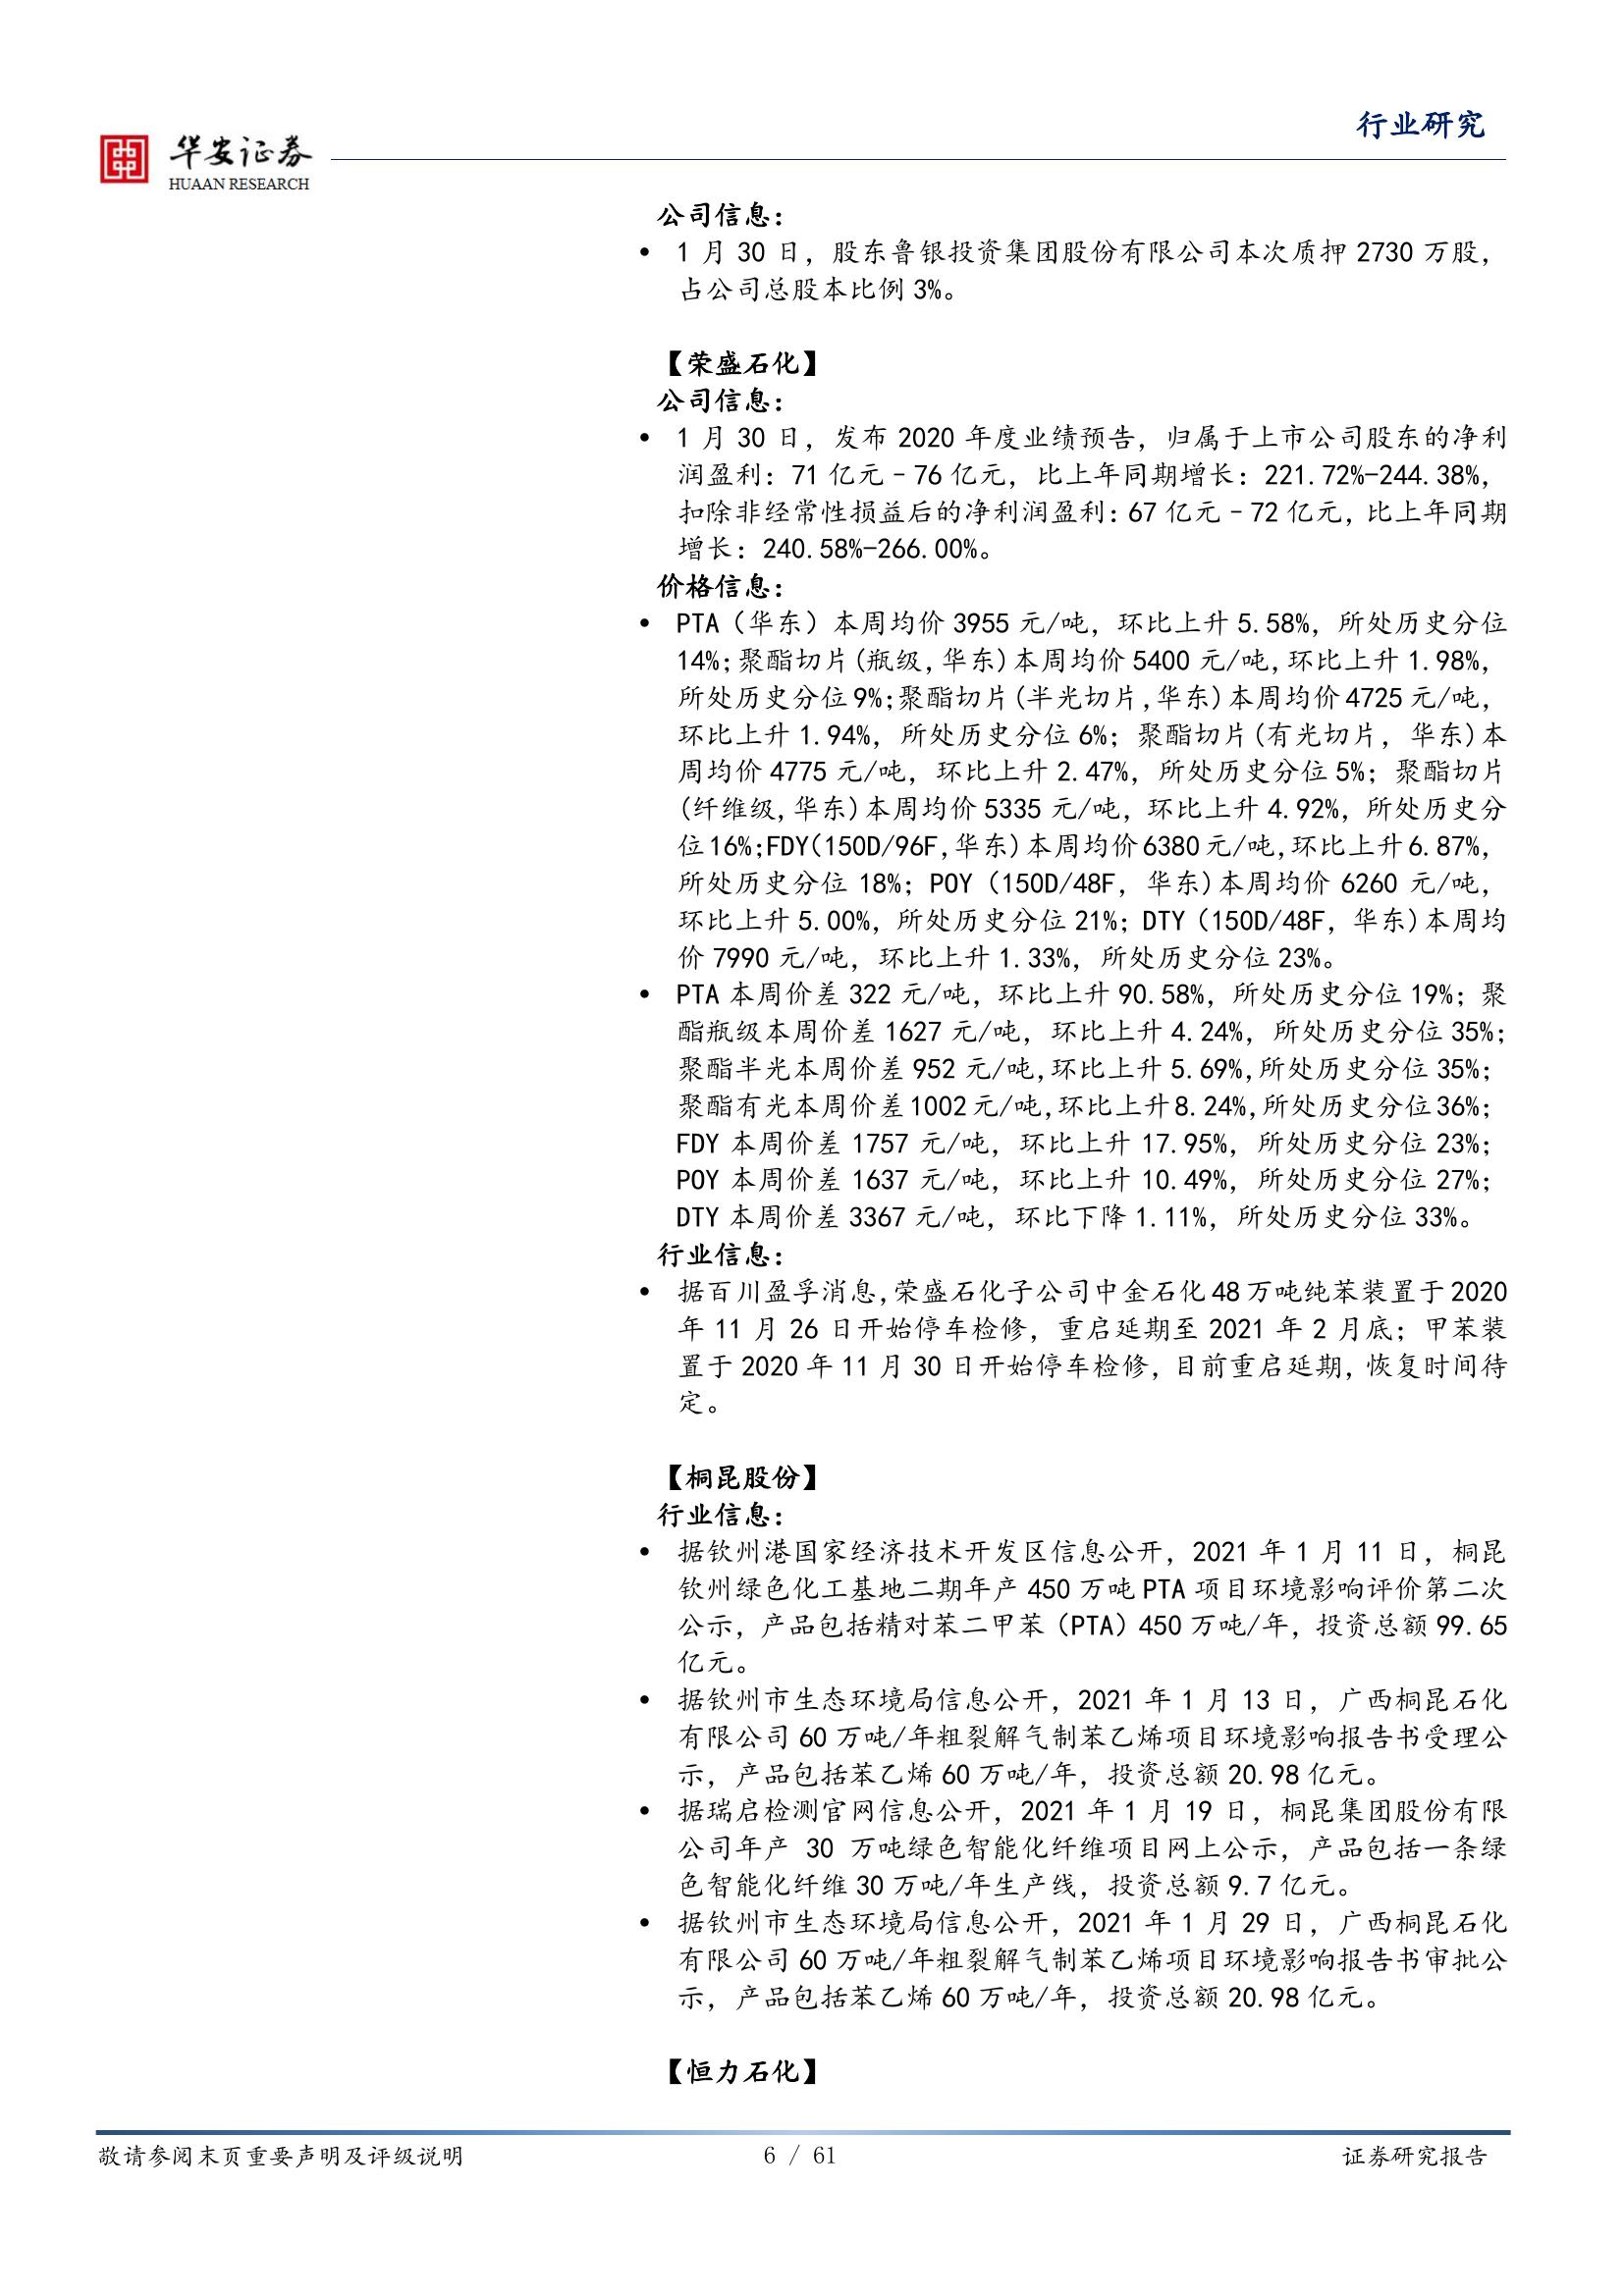 行业研究
华安证券
HUAAN RESEARCH
公司信息：
• 1 月 30 日，股东鲁银投资集团股份有限公司本次质押 2730 万股，
占公司总股本比例 3%。
【荣盛石化】
公司信息：
• 1 月 30 日，发布 2020 年度业绩预告，归属于上市公司股东的净利
润盈利：71 亿元–76 亿元，比上年同期增长：221.72%-244.38%，
扣除非经常性损益后的净利润盈利：67 亿元–72 亿元，比上年同期
增长：240.58%-266.00%。
价格信息：
• PTA（华东）本周均价 3955 元/吨，环比上升 5.58%，所处历史分位
14%；聚酯切片(瓶级,华东)本周均价 5400 元/吨,环比上升 1.98%，
所处历史分位 9%；聚酯切片(半光切片,华东)本周均价 4725 元/吨，
环比上升 1.94%，所处历史分位 6%；聚酯切片(有光切片，华东)本
周均价 4775 元/吨，环比上升 2.47%，所处历史分位 5%；聚酯切片
(纤维级,华东)本周均价 5335 元/吨，环比上升 4.92%，所处历史分
位 16%；FDY(150D/96F,华东)本周均价 6380 元/吨,环比上升 6.87%，
所处历史分位 18%；POY（150D/48F，华东)本周均价 6260 元/吨，
环比上升 5.00%，所处历史分位 21%；DTY（150D/48F，华东)本周均
价 7990 元/吨，环比上升 1.33%，所处历史分位 23%。
• PTA 本周价差 322 元/吨，环比上升 90.58%，所处历史分位 19%；聚
酯瓶级本周价差 1627 元/吨，环比上升 4.24%，所处历史分位 35%；
聚酯半光本周价差 952 元/吨,环比上升 5.69%,所处历史分位 35%；
聚酯有光本周价差 1002 元/吨,环比上升 8.24%,所处历史分位 36%；
FDY 本周价差 1757 元/吨，环比上升 17.95%，所处历史分位 23%；
POY 本周价差 1637 元/吨，环比上升 10.49%，所处历史分位 27%；
DTY 本周价差 3367 元/吨，环比下降 1.11%，所处历史分位 33%。
行业信息：
• 据百川盈孚消息,荣盛石化子公司中金石化 48 万吨纯苯装置于 2020
年 11 月 26 日开始停车检修，重启延期至 2021 年 2 月底；甲苯装
置于 2020 年 11 月 30 日开始停车检修，目前重启延期，恢复时间待
定。
【桐昆股份】
行业信息：
• 据钦州港国家经济技术开发区信息公开，2021 年 1 月 11 日，桐昆
钦州绿色化工基地二期年产 450 万吨 PTA 项目环境影响评价第二次
公示，产品包括精对苯二甲苯（PTA）450 万吨/年，投资总额 99.65
亿元。
• 据钦州市生态环境局信息公开，2021 年 1 月 13 日，广西桐昆石化
有限公司 60 万吨/年粗裂解气制苯乙烯项目环境影响报告书受理公
示，产品包括苯乙烯 60 万吨/年，投资总额 20.98 亿元。
• 据瑞启检测官网信息公开，2021 年 1 月 19 日，桐昆集团股份有限
公司年产 30 万吨绿色智能化纤维项目网上公示，产品包括一条绿
色智能化纤维 30 万吨/年生产线，投资总额 9.7 亿元。
• 据钦州市生态环境局信息公开，2021 年 1 月 29 日，广西桐昆石化
有限公司 60 万吨/年粗裂解气制苯乙烯项目环境影响报告书审批公
示，产品包括苯乙烯 60 万吨/年，投资总额 20.98 亿元。
【恒力石化】
敬请参阅末页重要声明及评级说明
6 / 61
证券研究报告